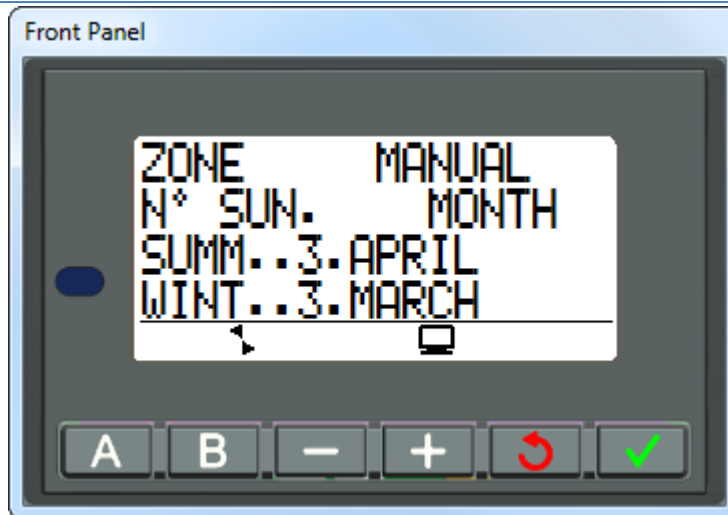 Front Panel
ZONE MANUAL
N° SUN. MONTH
SUMM..3.APRIL
WINT..3.MARCH
A B − +